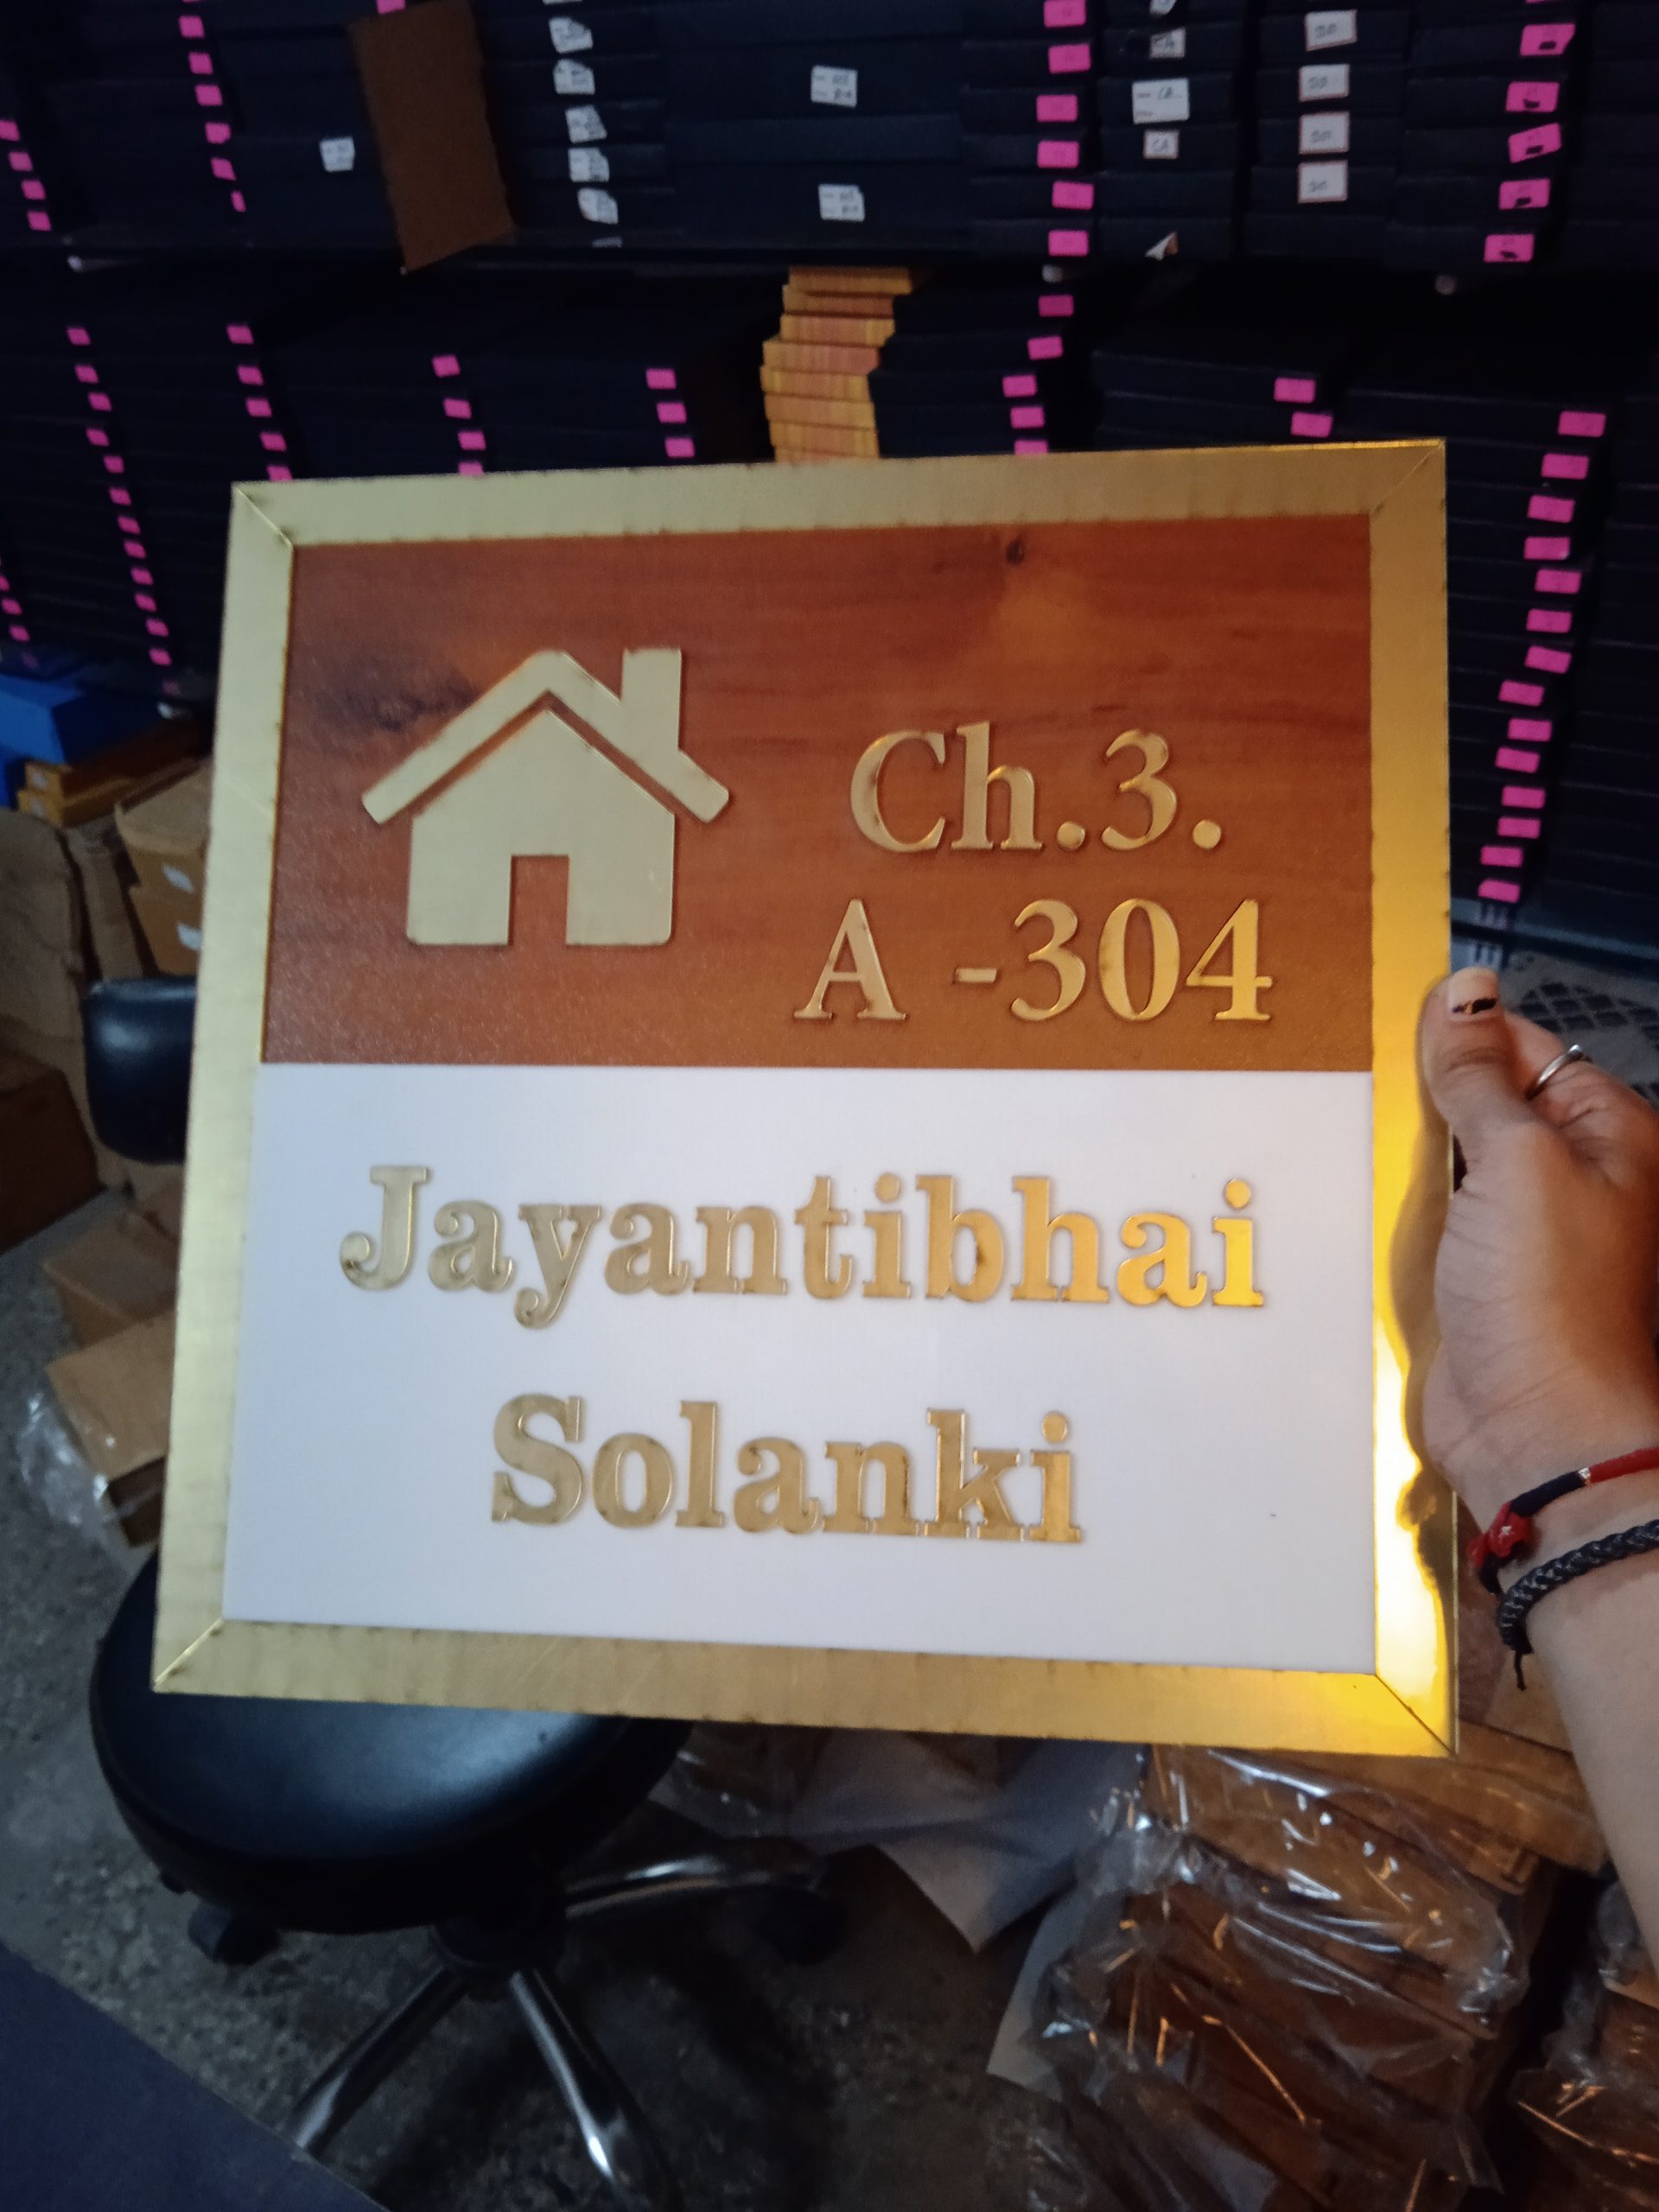 Ch.3.
A -304
Jayantibhai
Solanki